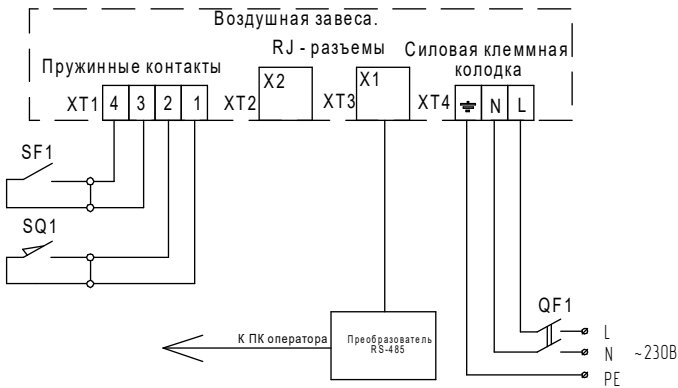 Воздушная завеса.
RJ - разъемы
Силовая клеммная
колодка
Пружинные контакты
X2
X1
XT1
4
3
2
1
XT2
XT3
XT4
N
L
SF1
SQ1
QF1
К ПК оператора
Преобразователь
RS-485
L
N
~230В
PE